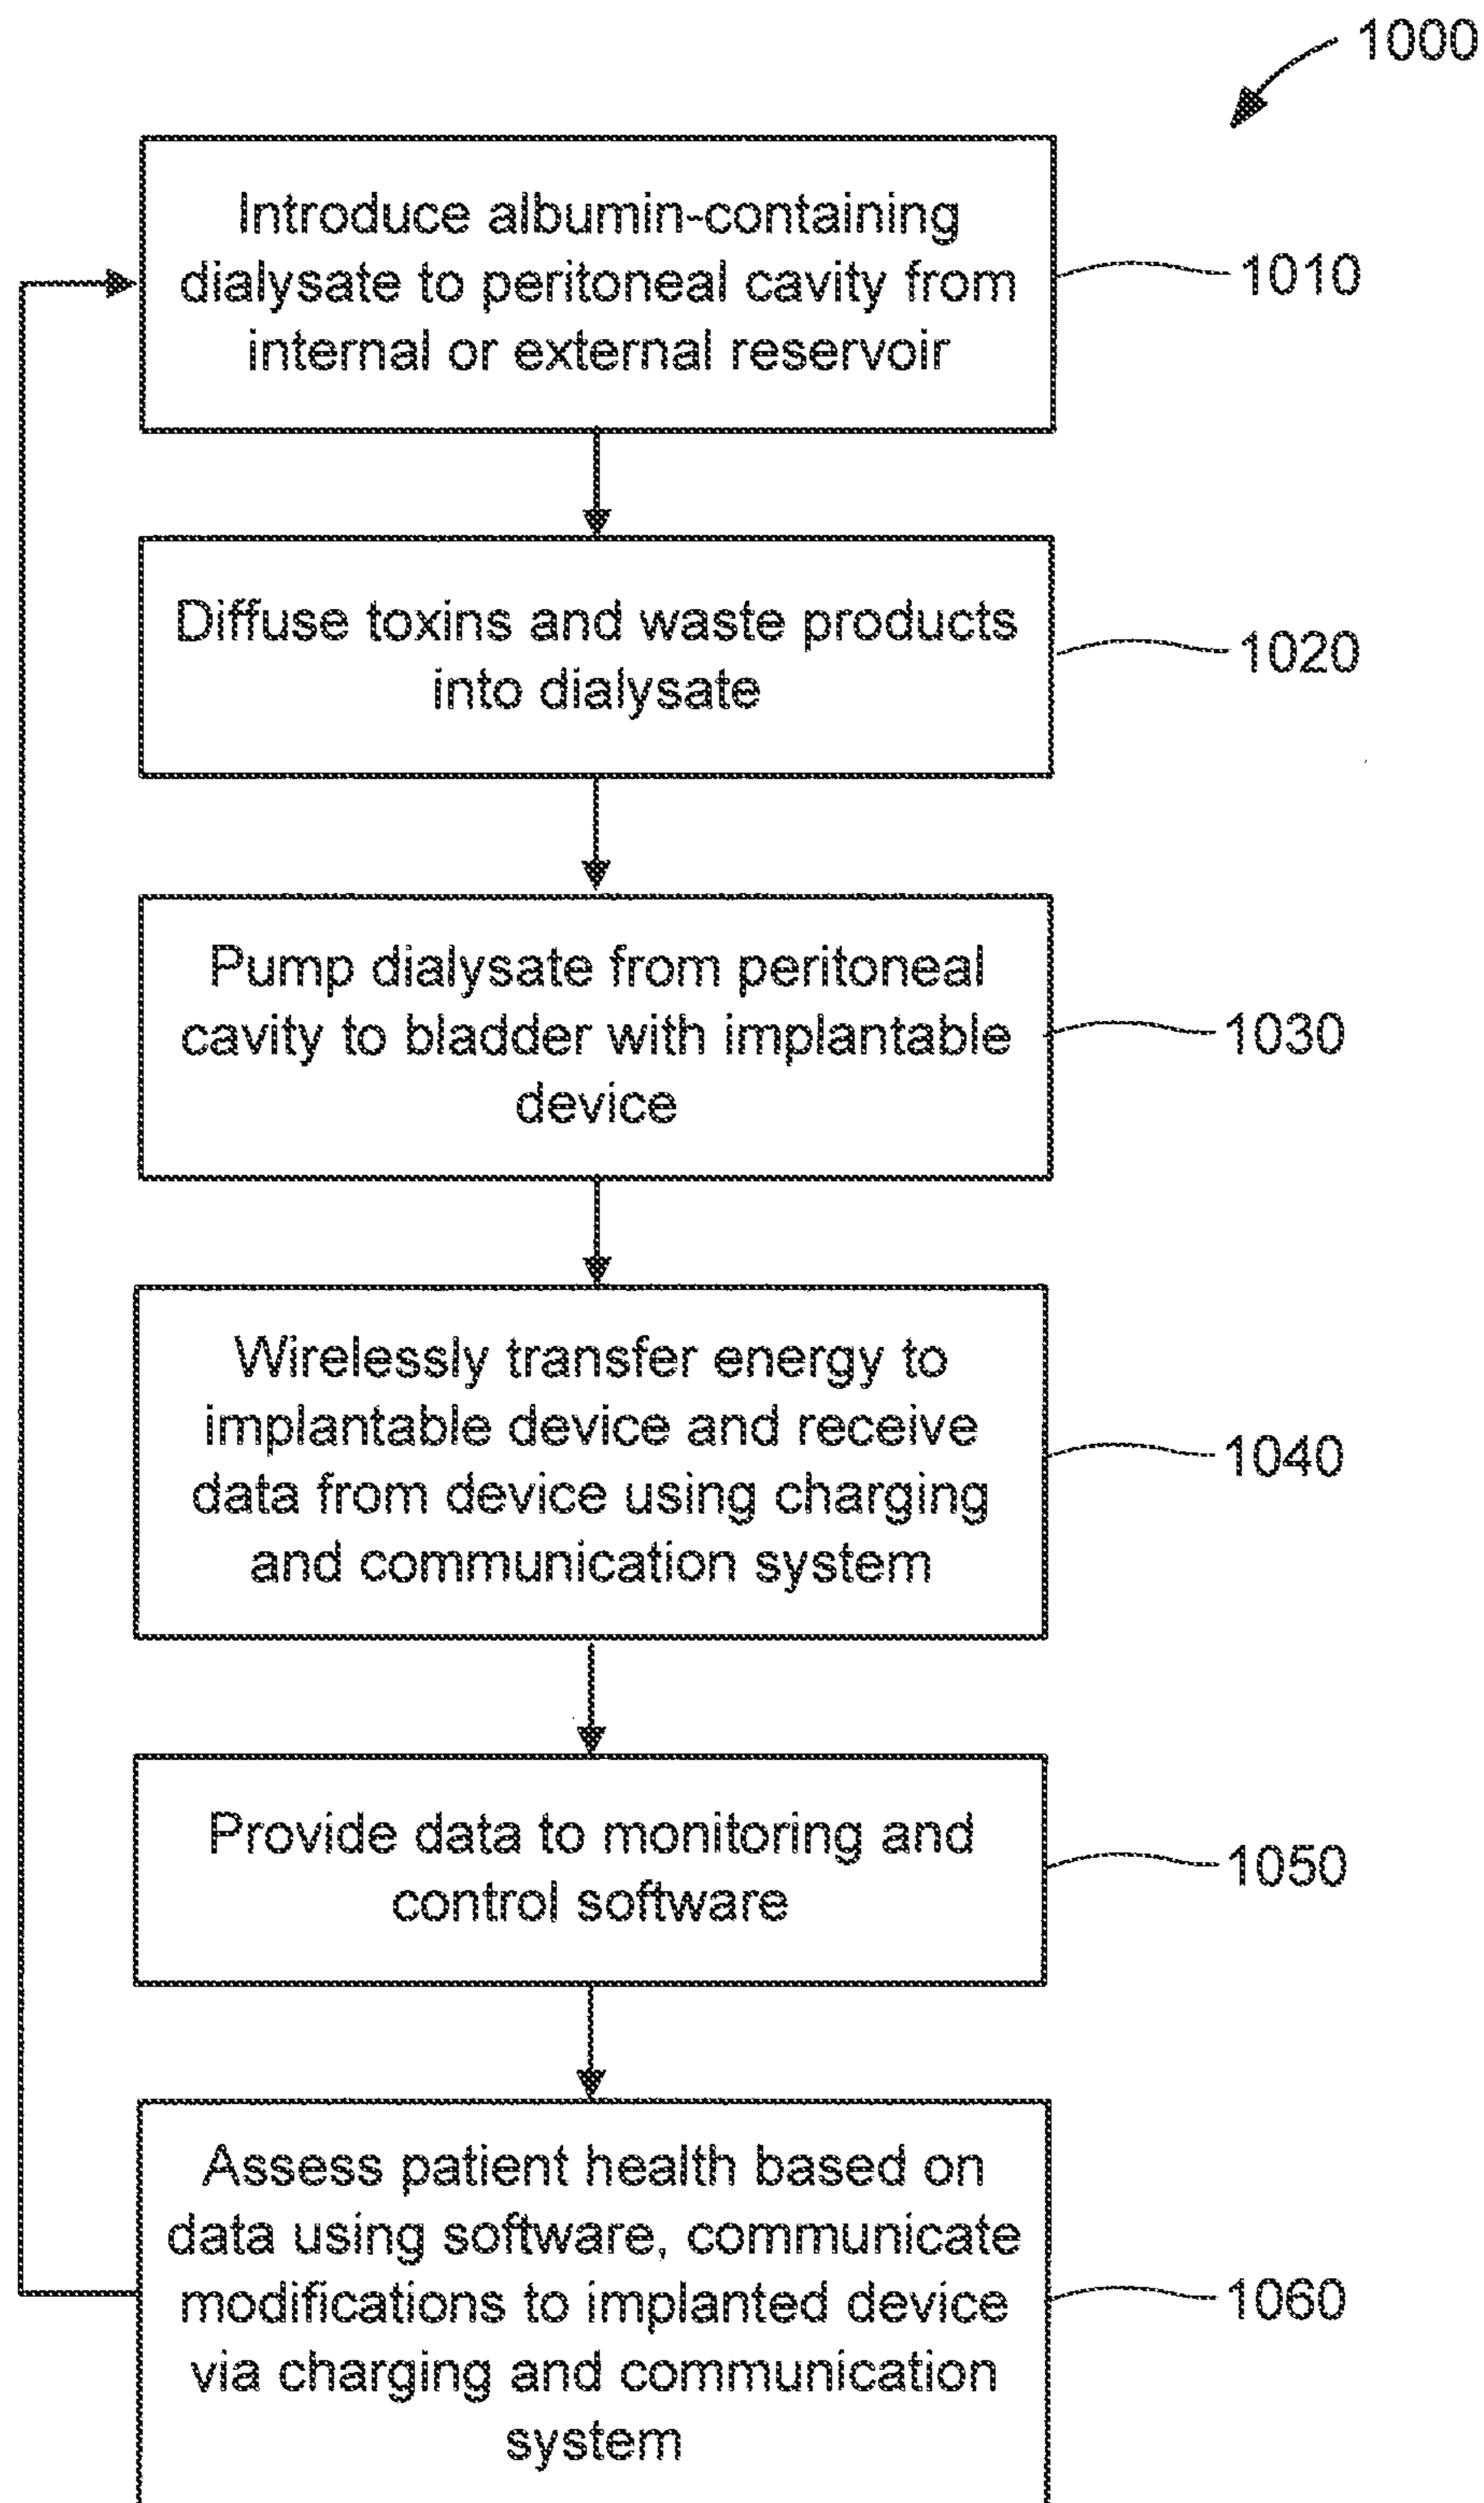 1000
Introduce albumin-containing
dialysate to peritoneal cavity from
internal or external reservoir
1010
Diffuse toxins and waste products
into dialysate
1020
Pump dialysate from peritoneal
cavity to bladder with implantable
device
1030
Wirelessly transfer energy to
implantable device and receive
data from device using charging
and communication system
1040
Provide data to monitoring and
control software
1050
Assess patient health based on
data using software, communicate
modifications to implanted device
via charging and communication
system
1060